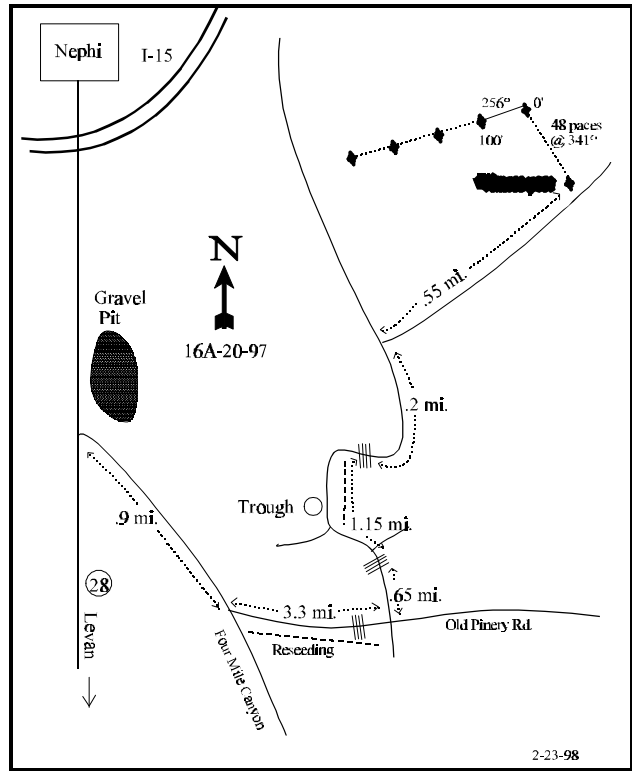 Nephi
I-15
256°
0'
48 paces
@ 341°
100'
.55 mi.
N
16A-20-97
Gravel
Pit
.2 mi.
Trough
1.15 mi.
.9 mi.
.65 mi.
3.3 mi.
28
Levan
Old Pinery Rd.
Reseeding
Four Mile Canyon
2-23-98